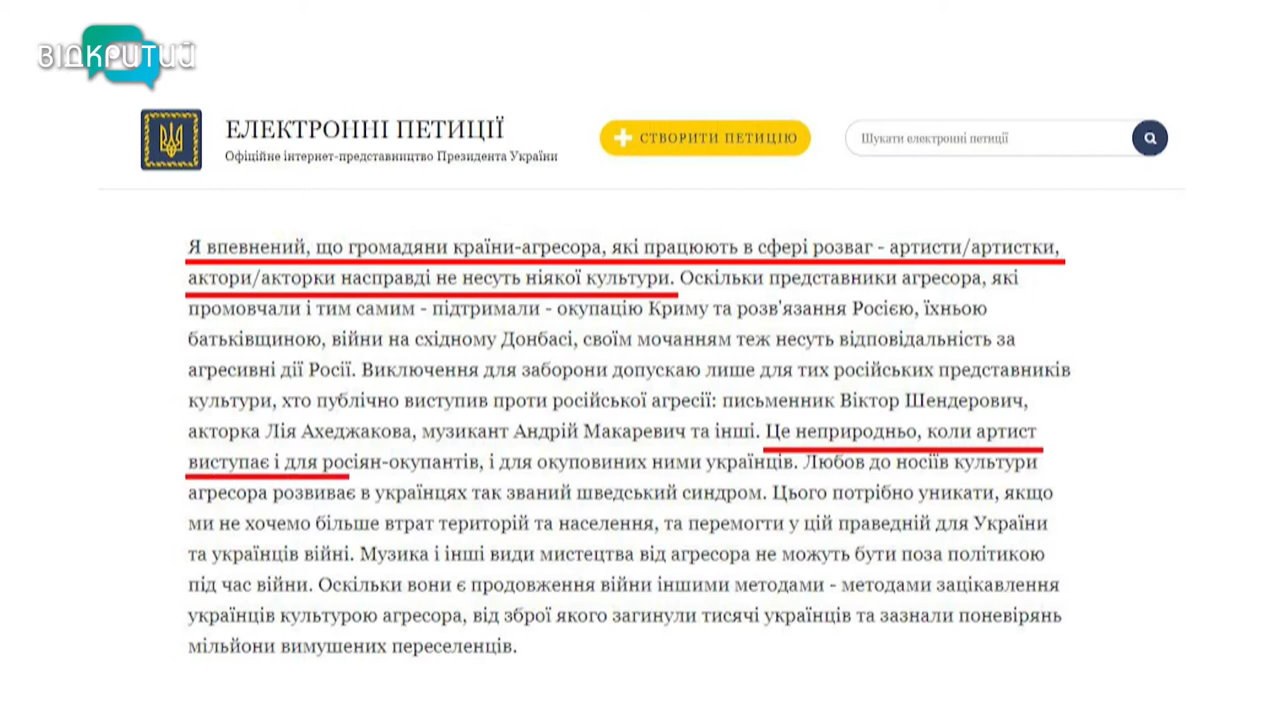 ВІДКРИТИЙ
ЕЛЕКТРОННІ ПЕТИЦІЇ
Офіційне інтернет-представництво Президента України
СТВОРИТИ ПЕТИЦІЮ
Шукати електронні петиції
Я впевнений, що громадяни країни-агресора, які працюють в сфері розваг - артисти/артистки,
актори/акторки насправді не несуть ніякої культури. Оскільки представники агресора, які
промовчали і тим самим - підтримали - окупацію Криму та розв'язання Росією, їхньою
батьківщиною, війни на східному Донбасі, своїм мочанням теж несуть відповідальність за
агресивні дії Росії. Виключення для заборони допускаю лише для тих російських представників
культури, хто публічно виступив проти російської агресії: письменник Віктор Шендерович,
акторка Лія Ахеджакова, музикант Андрій Макаревич та інші. Це неприродньо, коли артист
виступає і для росіян-окупантів, і для окуповиних ними українців. Любов до носіїв культури
агресора розвиває в українцях так званий шведський синдром. Цього потрібно уникати, якщо
ми не хочемо більше втрат територій та населення, та перемогти у цій праведній для України
та українців війні. Музика і інші види мистецтва від агресора не можуть бути поза політикою
під час війни. Оскільки вони є продовження війни іншими методами - методами зацікавлення
українців культурою агресора, від зброї якого загинули тисячі українців та зазнали поневірянь
мільйони вимушених переселенців.